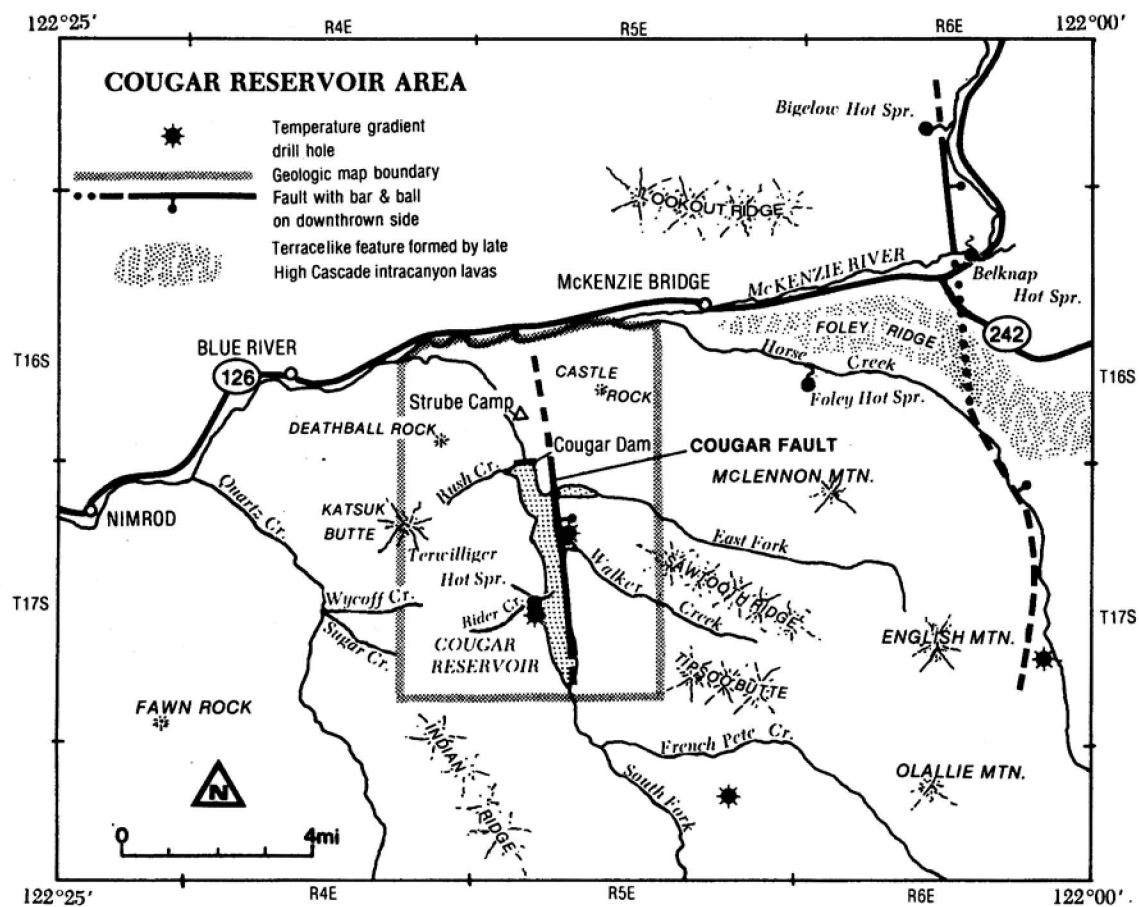 122°25'
R4E
R5E
R6E
122°00'
COUGAR RESERVOIR AREA
Temperature gradient
drill hole
Geologic map boundary
Fault with bar & ball
on downthrown side
Terracelike feature formed by late
High Cascade intracanyon lavas
Bigelow Hot Spr.
LOOKOUT RIDGE
McKENZIE BRIDGE
McKENZIE RIVER
Belknap
Hot Spr.
FOLEY RIDGE
242
T16S
T16S
BLUE RIVER
126
Horse
Creek
Foley Hot Spr.
CASTLE
ROCK
Strube Camp
DEATHBALL ROCK
Cougar Dam
COUGAR FAULT
McLENNON MTN.
Rush Cr.
Quartz Cr.
NIMROD
KATSUK
BUTTE
Terwilliger
Hot Spr.
East Fork
SAWTOOTH RIDGE
Walker
Creek
T17S
T17S
Wycoff Cr.
Rider Cr.
Sugar Cr.
COUGAR
RESERVOIR
ENGLISH MTN.
TIPSOO BUTTE
FAWN ROCK
INDIAN
RIDGE
French Pete Cr.
South Fork
OLALLIE MTN.
N
0
4mi
122°25'
R4E
R5E
R6E
122°00'